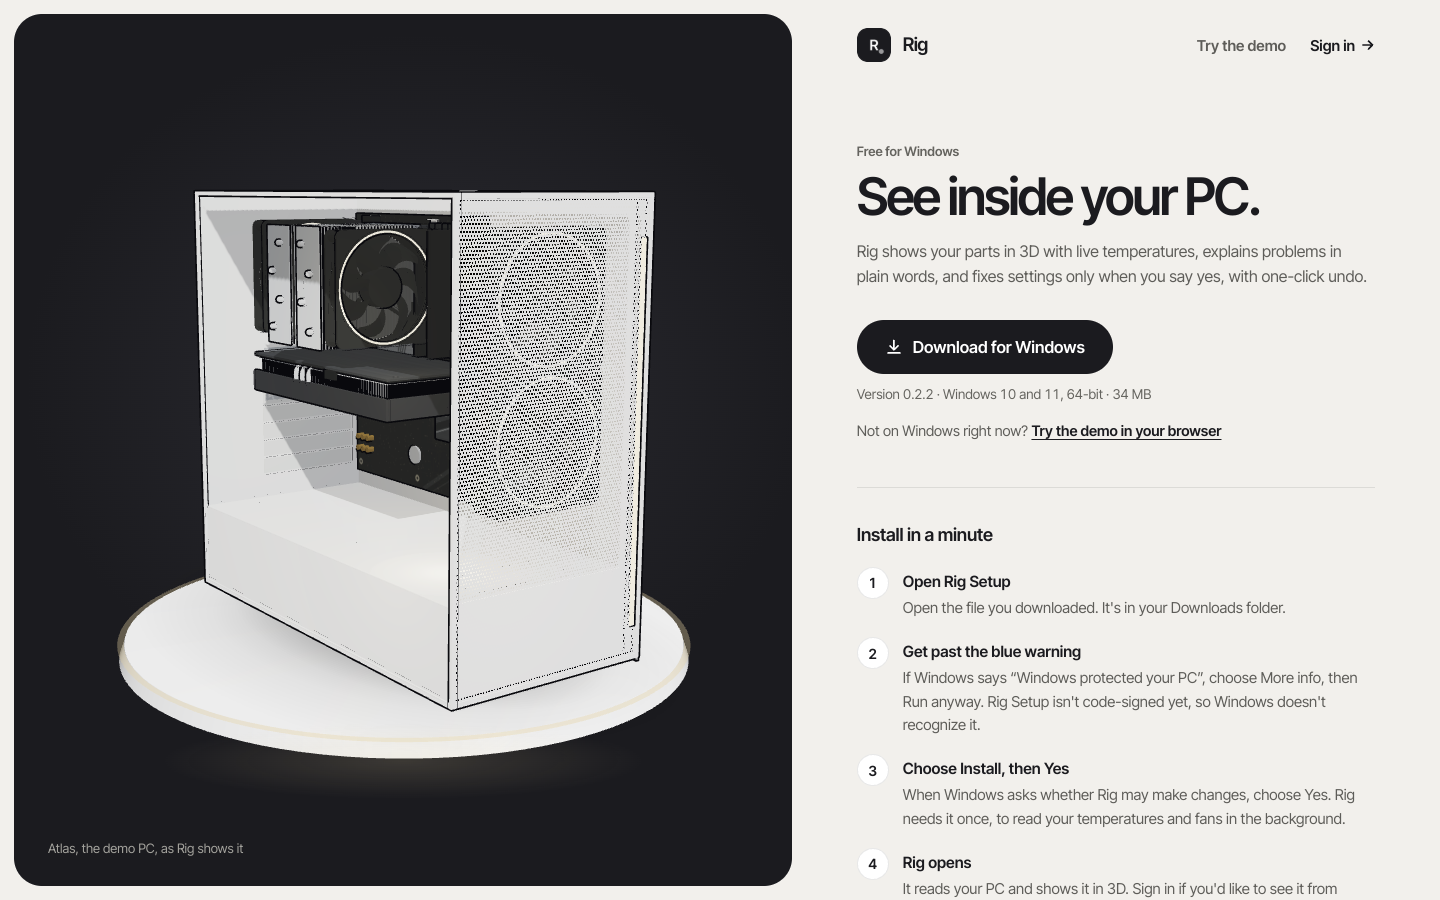 R.
Rig
Try the demo
Sign in →
Free for Windows
See inside your PC.
Rig shows your parts in 3D with live temperatures, explains problems in
plain words, and fixes settings only when you say yes, with one-click undo.
Download for Windows
Version 0.2.2 · Windows 10 and 11, 64-bit · 34 MB
Not on Windows right now? Try the demo in your browser
Install in a minute
1
Open Rig Setup
Open the file you downloaded. It's in your Downloads folder.
2
Get past the blue warning
If Windows says “Windows protected your PC”, choose More info, then
Run anyway. Rig Setup isn't code-signed yet, so Windows doesn't
recognize it.
3
Choose Install, then Yes
When Windows asks whether Rig may make changes, choose Yes. Rig
needs it once, to read your temperatures and fans in the background.
4
Rig opens
It reads your PC and shows it in 3D. Sign in if you'd like to see it from
Atlas, the demo PC, as Rig shows it